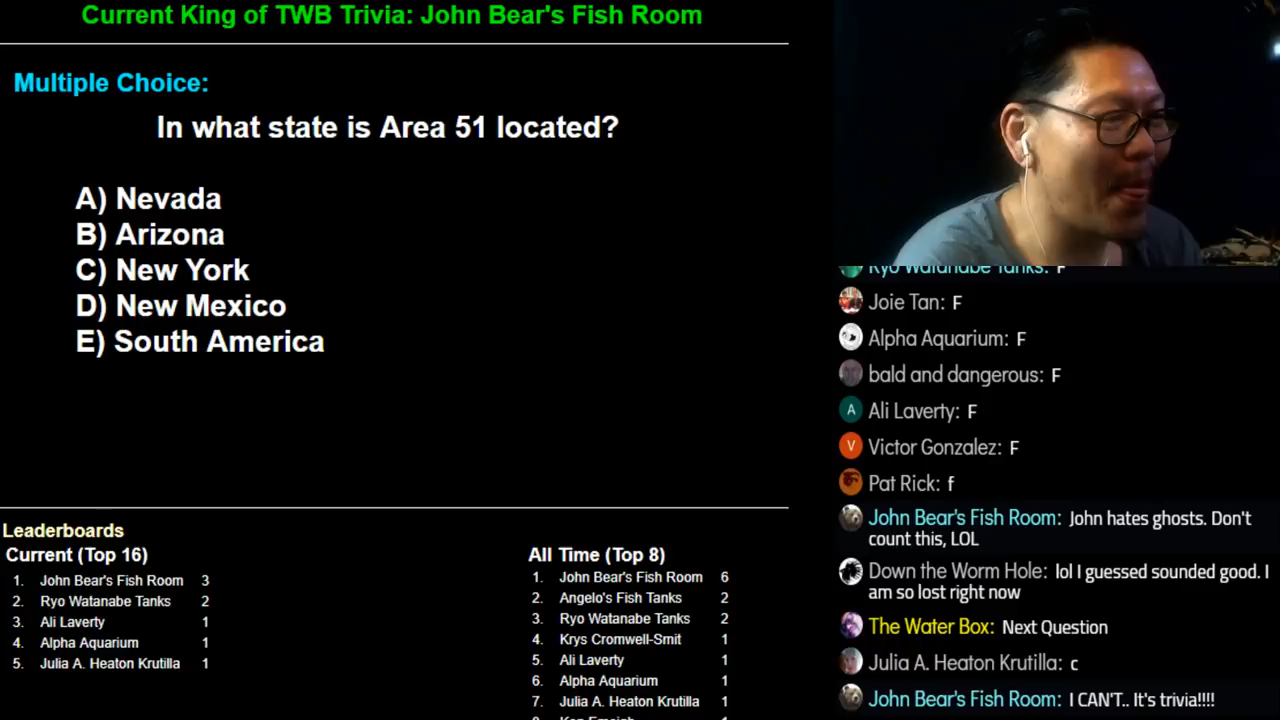 Current King of TWB Trivia: John Bear's Fish Room
Multiple Choice:
In what state is Area 51 located?
A) Nevada
B) Arizona
C) New York
D) New Mexico
E) South America
Leaderboards
Current (Top 16)
1. John Bear's Fish Room 3
2. Ryo Watanabe Tanks 2
3. Ali Laverty 1
4. Alpha Aquarium 1
5. Julia A. Heaton Krutilla 1
All Time (Top 8)
1. John Bear's Fish Room 6
2. Angelo's Fish Tanks 2
3. Ryo Watanabe Tanks 2
4. Krys Cromwell-Smit 1
5. Ali Laverty 1
6. Alpha Aquarium 1
7. Julia A. Heaton Krutilla 1
Ryo Watanabe Tanks: F
Joie Tan: F
Alpha Aquarium: F
bald and dangerous: F
A Ali Laverty: F
V Victor Gonzalez: F
Pat Rick: f
John Bear's Fish Room: John hates ghosts. Don't
count this, LOL
Down the Worm Hole: lol I guessed sounded good. I
am so lost right now
The Water Box: Next Question
Julia A. Heaton Krutilla: c
John Bear's Fish Room: I CAN'T.. It's trivia!!!!